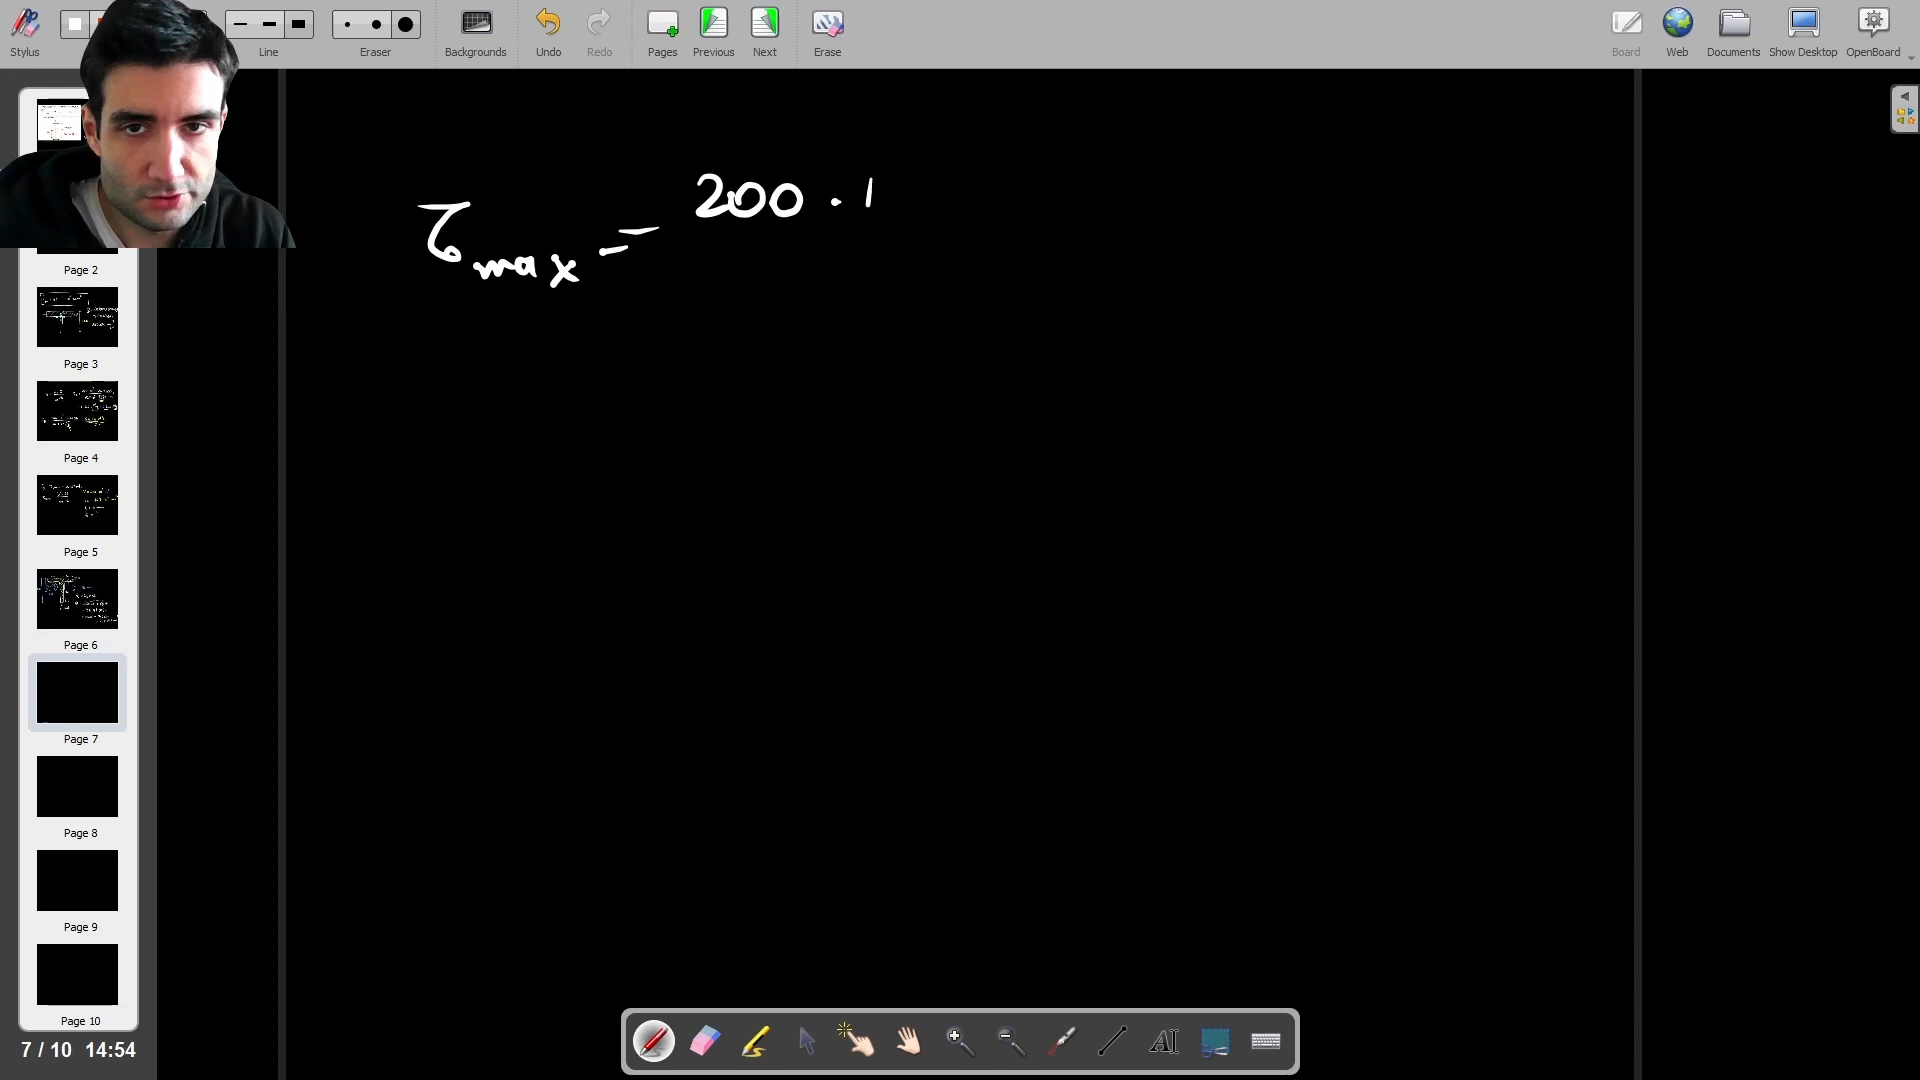 Stylus
Line
Eraser
Backgrounds
Undo
Redo
Pages
Previous
Next
Erase
Board
Web
Documents
Show Desktop
OpenBoard
τmax = 200 · 1
Page 2
Page 3
Page 4
Page 5
Page 6
Page 7
Page 8
Page 9
Page 10
7 / 10 14:54
AI